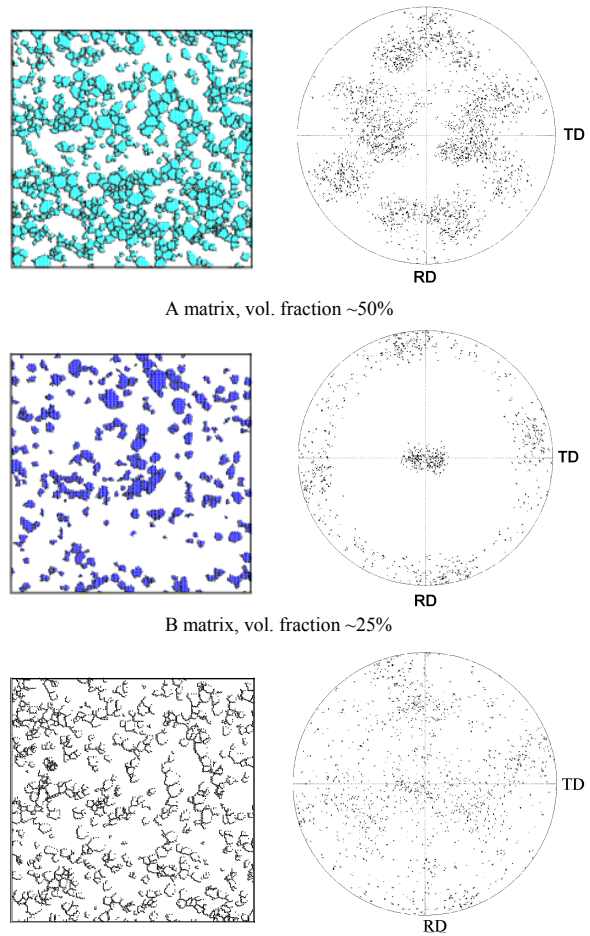 TD
RD
A matrix, vol. fraction ~50%
TD
RD
B matrix, vol. fraction ~25%
TD
RD